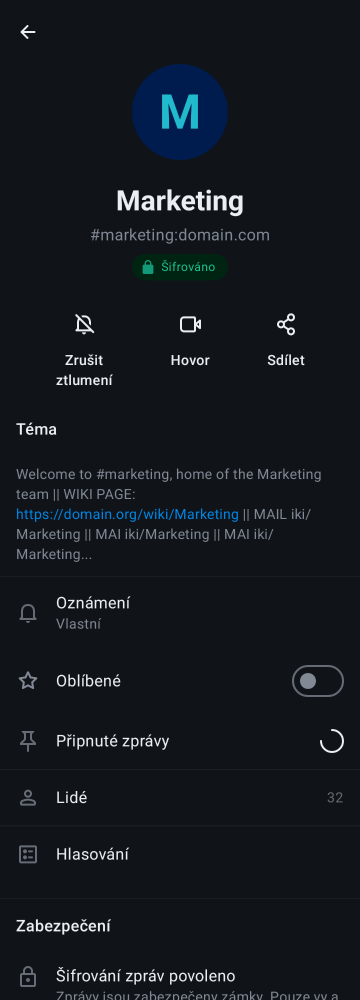 M
Marketing
#marketing:domain.com
Šifrováno
Zrušit
ztlumení
Hovor
Sdílet
Téma
Welcome to #marketing, home of the Marketing
team || WIKI PAGE:
https://domain.org/wiki/Marketing || MAIL iki/
Marketing || MAI iki/Marketing || MAI iki/
Marketing...
Oznámení
Vlastní
Oblíbené
Připnuté zprávy
Lidé
32
Hlasování
Zabezpečení
Šifrování zpráv povoleno
Zprávy jsou zabezpečeny zámky. Pouze vy a